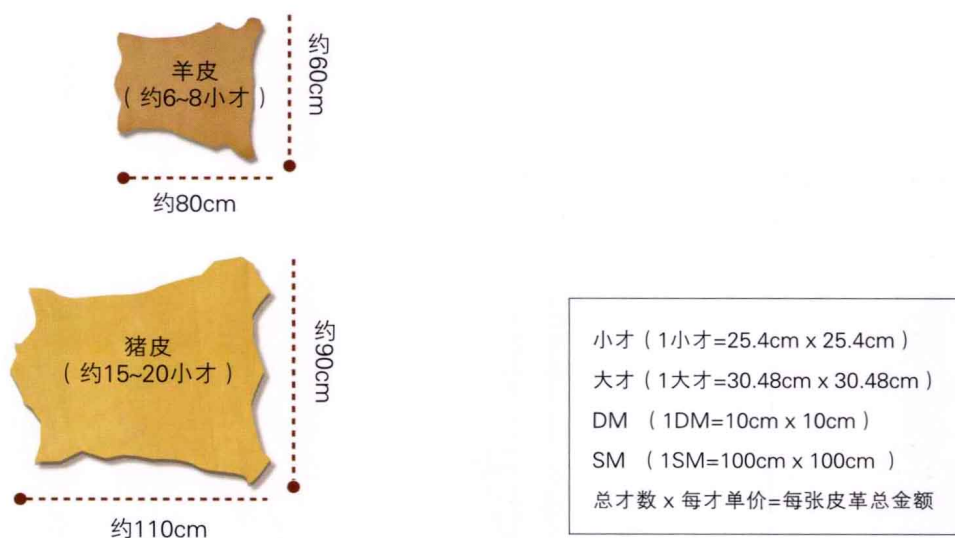 羊皮
（约6~8小才）
约60cm
约80cm
猪皮
（约15~20小才）
约90cm
约110cm
小才（1小才=25.4cm x 25.4cm）
大才（1大才=30.48cm x 30.48cm）
DM （1DM=10cm x 10cm）
SM （1SM=100cm x 100cm ）
总才数 x 每才单价=每张皮革总金额